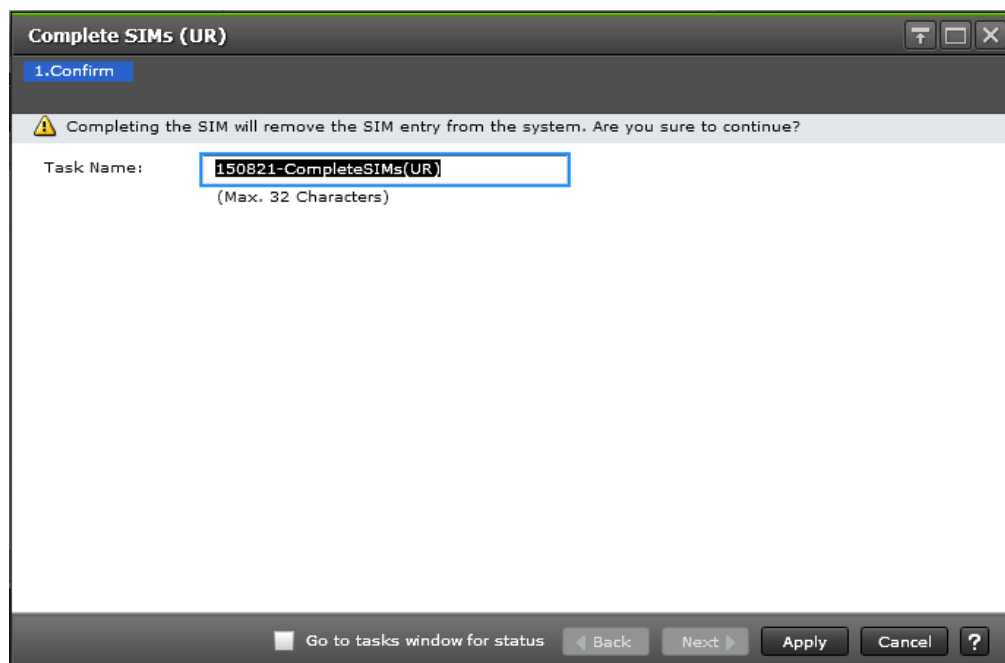 Complete SIMs (UR)
1.Confirm
Completing the SIM will remove the SIM entry from the system. Are you sure to continue?
Task Name: 150821-CompleteSIMs(UR)
(Max. 32 Characters)
Go to tasks window for status Back Next Apply Cancel ?